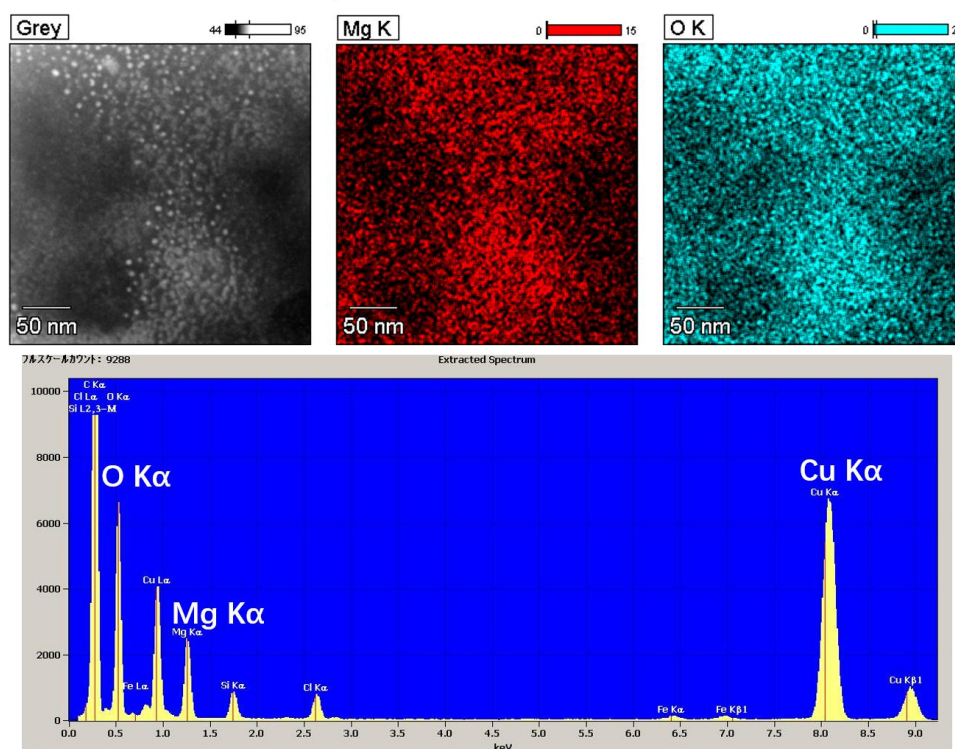 Grey 44 95 Mg K 0 15 O K 0 2
50 nm 50 nm 50 nm
フルスケールカウント: 9288 Extracted Spectrum
C Kα
Cl Lα O Kα
Si L2,3-M
10000
8000
6000
4000
2000
0
O Kα
Cu Lα
Mg Kα
Mg Kα
Fe Lα
Si Kα
Cl Kα
Fe Kα
Fe Kβ1
Cu Kα
Cu Kα
Cu Kβ1
0.0 0.5 1.0 1.5 2.0 2.5 3.0 3.5 4.0 4.5 5.0 5.5 6.0 6.5 7.0 7.5 8.0 8.5 9.0
keV